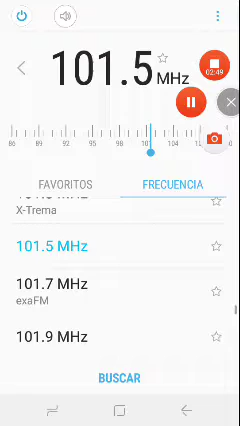 101.5 MHz
02:49
86 89 92 95 98 101 104
FAVORITOS FRECUENCIA
X-Trema
101.5 MHz
101.7 MHz
exaFM
101.9 MHz
BUSCAR